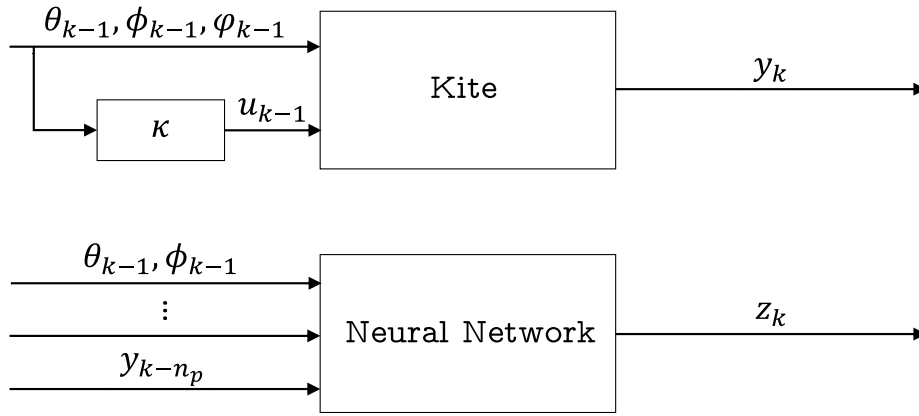 θ_{k−1}, ϕ_{k−1}, φ_{k−1}
Kite
y_k
κ
u_{k−1}
θ_{k−1}, ϕ_{k−1}
⋮
Neural Network
z_k
y_{k−n_p}